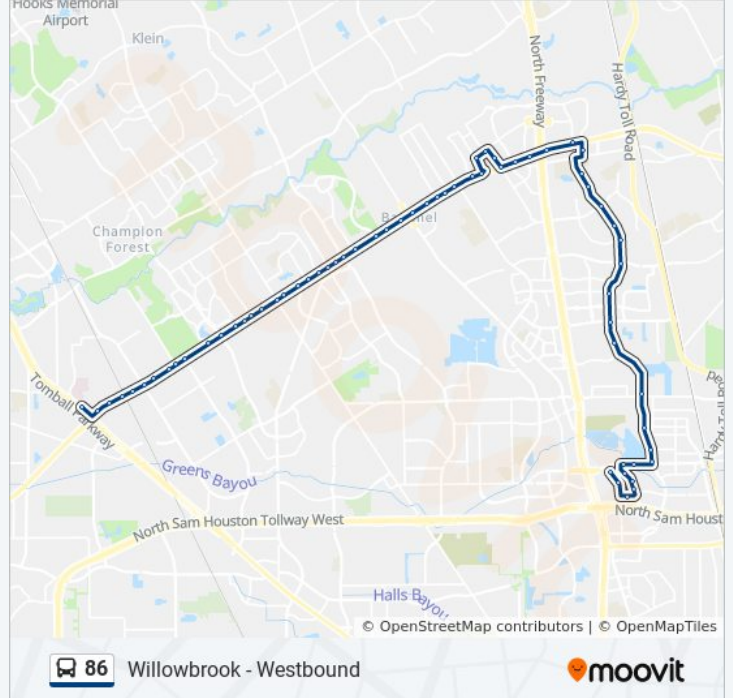 Hooks Memorial
Airport
Klein
North Freeway
Hardy Toll Road
Champion
Forest
Tomball Parkway
Greens Bayou
North Sam Houston Tollway West
North Sam Houst
Halls Bayou
© OpenStreetMap contributors | © OpenMapTiles
86 Willowbrook - Westbound
moovit